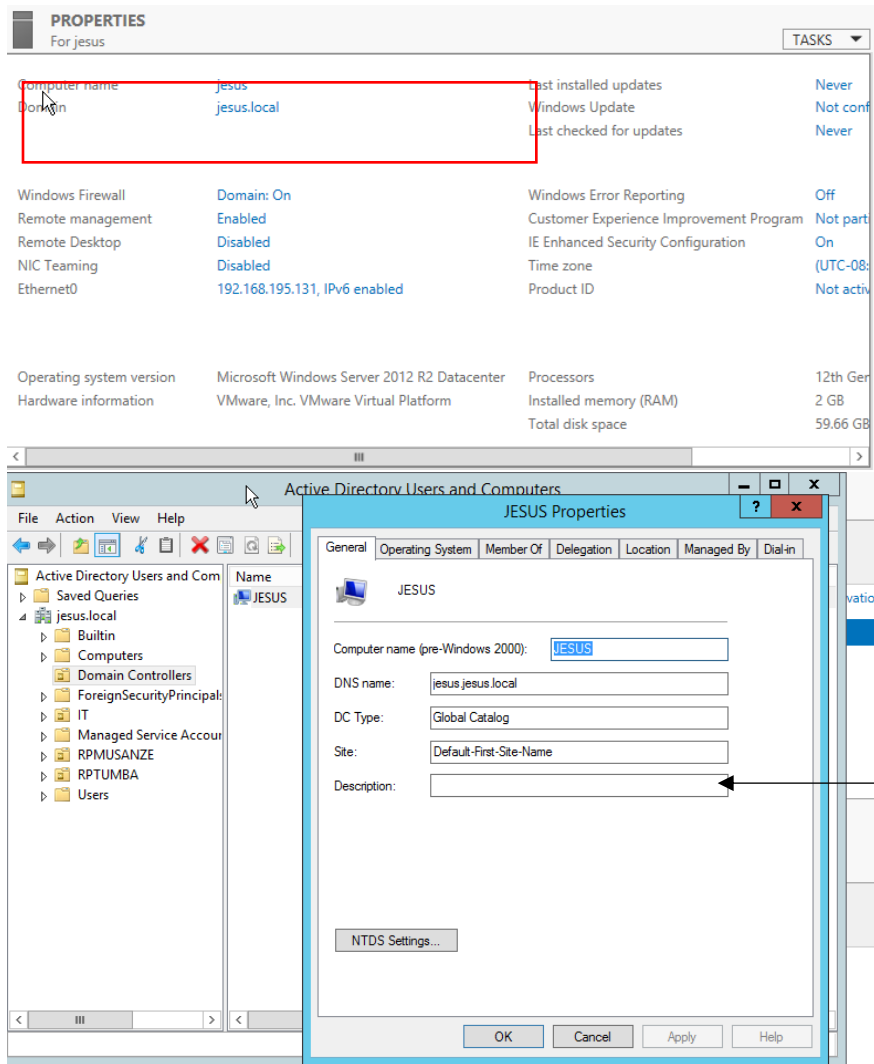 PROPERTIES
For jesus
TASKS
Computer name jesus Last installed updates Never
Domain jesus.local Windows Update Not conf
Last checked for updates Never
Windows Firewall Domain: On Windows Error Reporting Off
Remote management Enabled Customer Experience Improvement Program Not parti
Remote Desktop Disabled IE Enhanced Security Configuration On
NIC Teaming Disabled Time zone (UTC-08:
Ethernet0 192.168.195.131, IPv6 enabled Product ID Not activ
Operating system version Microsoft Windows Server 2012 R2 Datacenter Processors 12th Ger
Hardware information VMware, Inc. VMware Virtual Platform Installed memory (RAM) 2 GB
Total disk space 59.66 GB
Active Directory Users and Computers
File Action View Help
Active Directory Users and Com
Saved Queries
jesus.local
Builtin
Computers
Domain Controllers
ForeignSecurityPrincipal:
IT
Managed Service Accour
RPMUSANZE
RPTUMBA
Users
Name
JESUS
JESUS Properties
? x
General Operating System Member Of Delegation Location Managed By Dial-in
JESUS
Computer name (pre-Windows 2000): JESUS
DNS name: jesus.jesus.local
DC Type: Global Catalog
Site: Default-First-Site-Name
Description:
NTDS Settings...
OK Cancel Apply Help
vatio